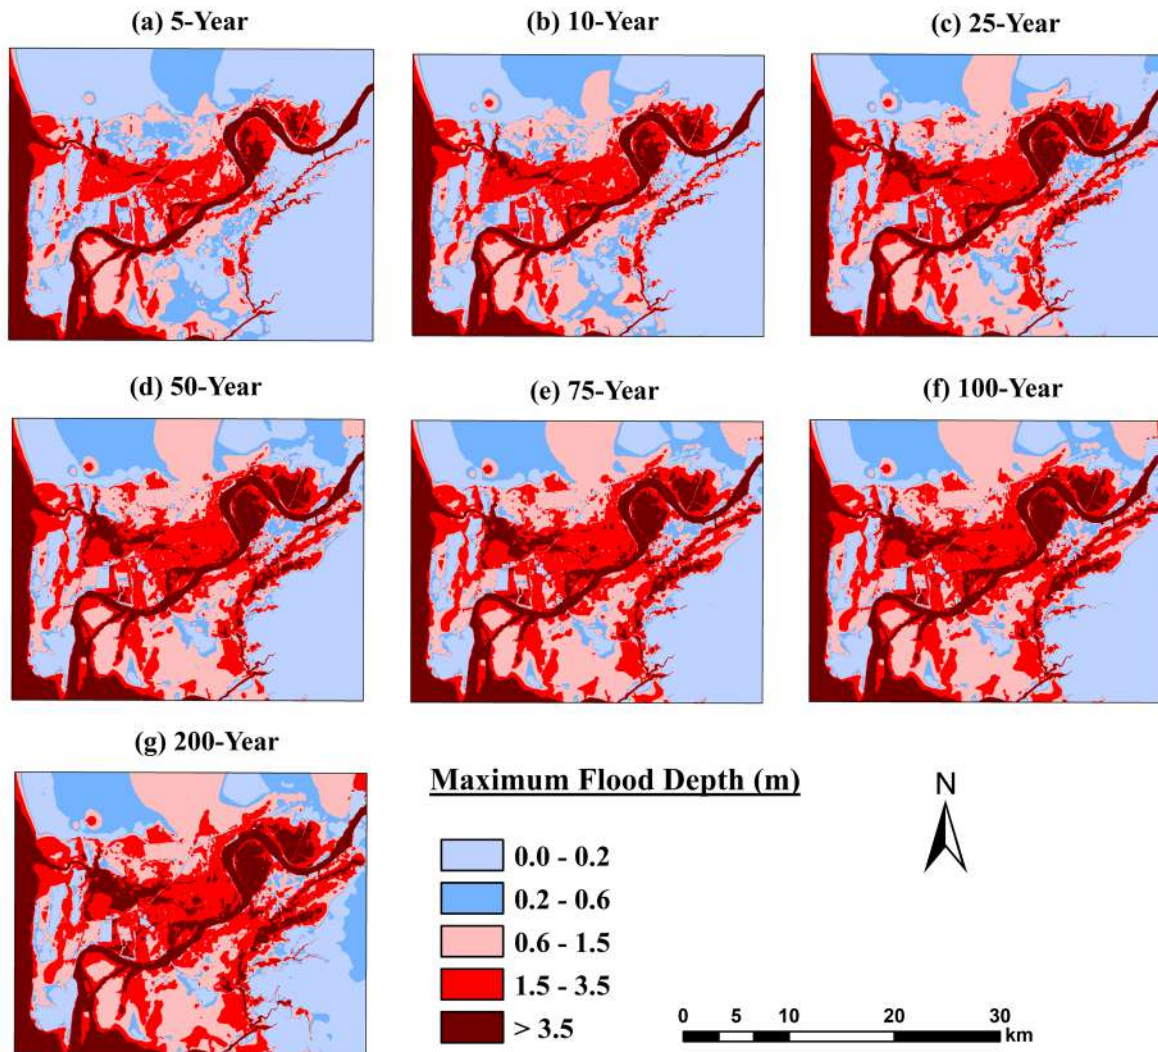 (a) 5-Year
(b) 10-Year
(c) 25-Year
(d) 50-Year
(e) 75-Year
(f) 100-Year
(g) 200-Year
Maximum Flood Depth (m)
0.0 - 0.2
0.2 - 0.6
0.6 - 1.5
1.5 - 3.5
> 3.5
N
0 5 10 20 30
km